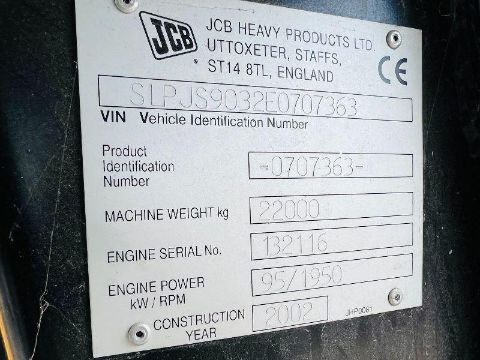 JCB
JCB HEAVY PRODUCTS LTD.
UTTOXETER, STAFFS,
* ST14 8TL, ENGLAND
CE
SLPJS9032E0707363
VIN Vehicle Identification Number
Product
Identification
Number
-0707363-
MACHINE WEIGHT kg 22000
ENGINE SERIAL No. 132116
ENGINE POWER
kW / RPM
95/1950
CONSTRUCTION
YEAR
2002
JHP0061